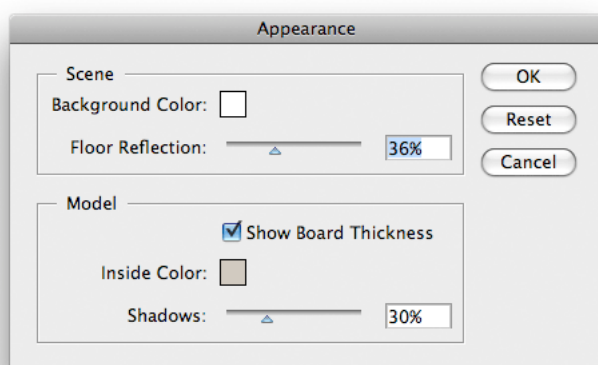 Appearance
Scene
Background Color:
Floor Reflection: 36%
OK
Reset
Cancel
Model
Show Board Thickness
Inside Color:
Shadows: 30%